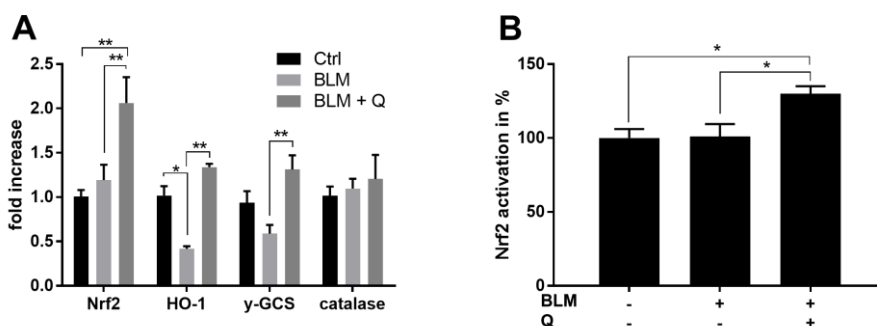 A
**
**
2.5
2.0
1.5
1.0
0.5
0.0
fold increase
Ctrl
BLM
BLM + Q
*
**
**
Nrf2 HO-1 y-GCS catalase
B
*
*
150
100
50
0
Nrf2 activation in %
BLM - + +
Q - - +